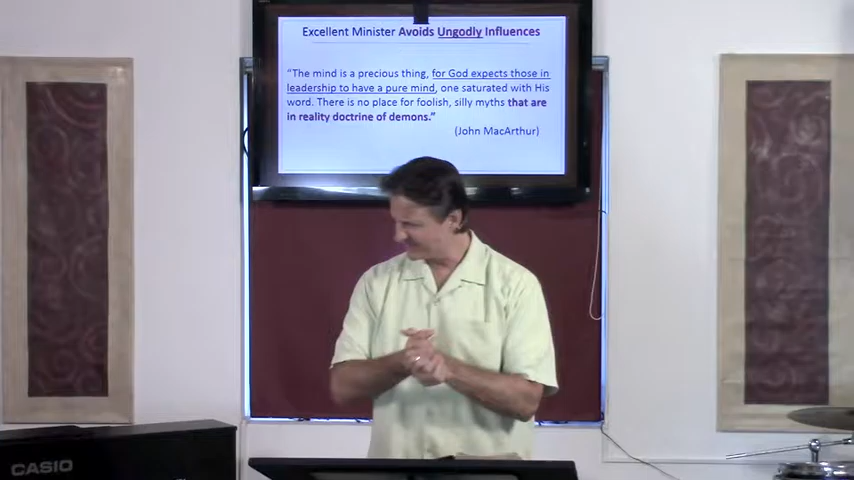 Excellent Minister Avoids Ungodly Influences
“The mind is a precious thing, for God expects those in
leadership to have a pure mind, one saturated with His
word. There is no place for foolish, silly myths that are
in reality doctrine of demons.”
(John MacArthur)
CASIO